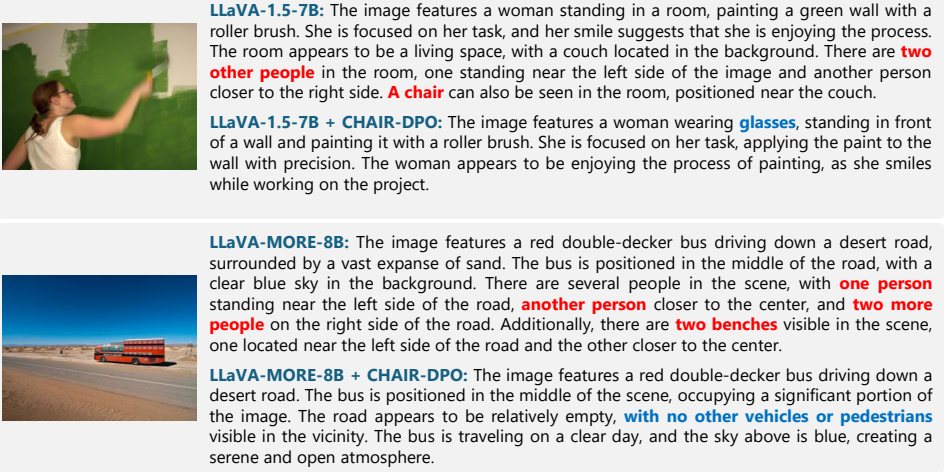 LLaVA-1.5-7B: The image features a woman standing in a room, painting a green wall with a
roller brush. She is focused on her task, and her smile suggests that she is enjoying the process.
The room appears to be a living space, with a couch located in the background. There are two
other people in the room, one standing near the left side of the image and another person
closer to the right side. A chair can also be seen in the room, positioned near the couch.
LLaVA-1.5-7B + CHAIR-DPO: The image features a woman wearing glasses, standing in front
of a wall and painting it with a roller brush. She is focused on her task, applying the paint to the
wall with precision. The woman appears to be enjoying the process of painting, as she smiles
while working on the project.
LLaVA-MORE-8B: The image features a red double-decker bus driving down a desert road,
surrounded by a vast expanse of sand. The bus is positioned in the middle of the road, with a
clear blue sky in the background. There are several people in the scene, with one person
standing near the left side of the road, another person closer to the center, and two more
people on the right side of the road. Additionally, there are two benches visible in the scene,
one located near the left side of the road and the other closer to the center.
LLaVA-MORE-8B + CHAIR-DPO: The image features a red double-decker bus driving down a
desert road. The bus is positioned in the middle of the scene, occupying a significant portion of
the image. The road appears to be relatively empty, with no other vehicles or pedestrians
visible in the vicinity. The bus is traveling on a clear day, and the sky above is blue, creating a
serene and open atmosphere.